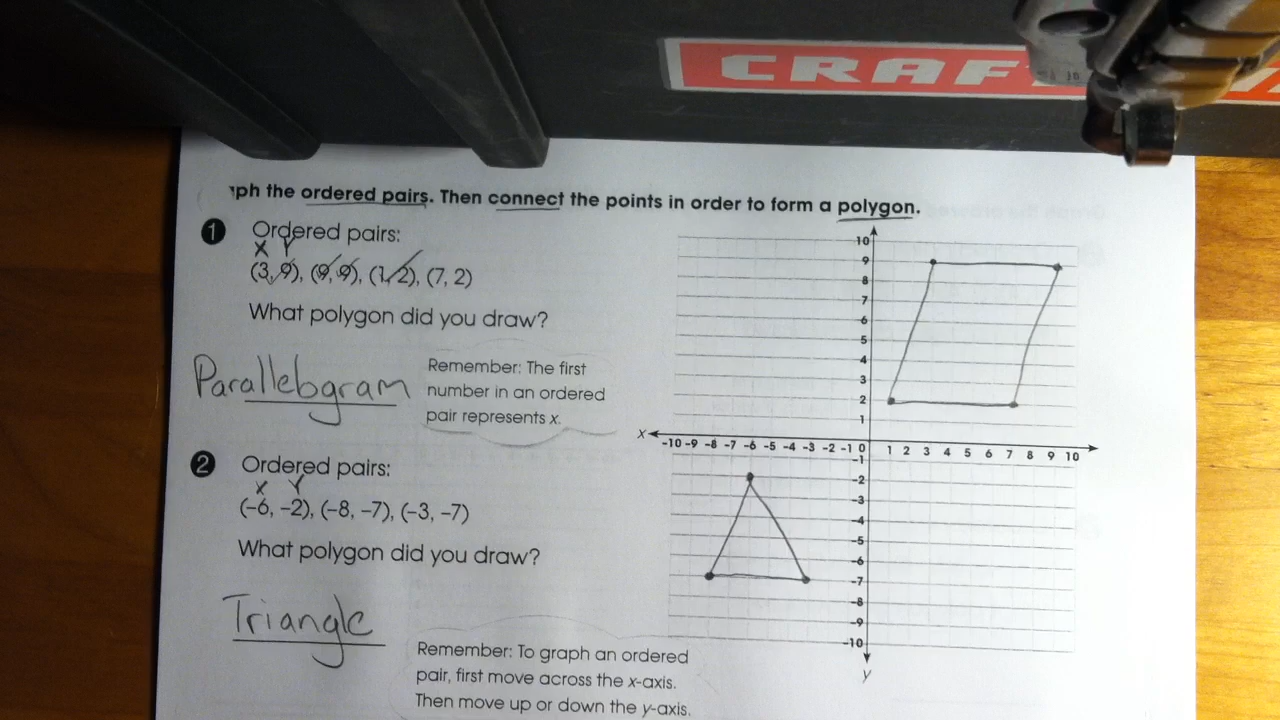 CRAF
ph the ordered pairs. Then connect the points in order to form a polygon.
1 Ordered pairs:
X Y
(3, 9), (9, 9), (1, 2), (7, 2)
What polygon did you draw?
Parallelogram
Remember: The first
number in an ordered
pair represents x.
2 Ordered pairs:
X Y
(-6, -2), (-8, -7), (-3, -7)
What polygon did you draw?
Triangle
Remember: To graph an ordered
pair, first move across the x-axis.
Then move up or down the y-axis.
10
9
8
7
6
5
4
3
2
1
x -10 -9 -8 -7 -6 -5 -4 -3 -2 -1 0 1 2 3 4 5 6 7 8 9 10
-1
-2
-3
-4
-5
-6
-7
-8
-9
-10
y